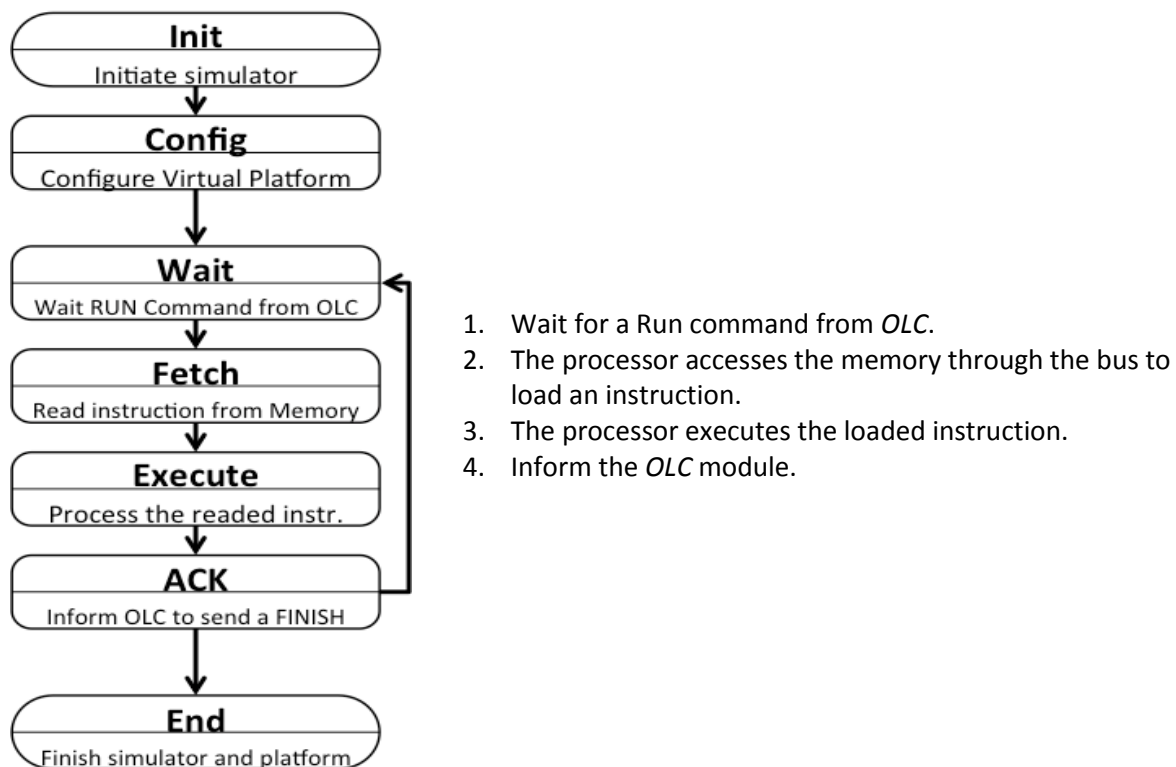 Init
Initiate simulator
Config
Configure Virtual Platform
Wait
Wait RUN Command from OLC
Fetch
Read instruction from Memory
Execute
Process the readed instr.
ACK
Inform OLC to send a FINISH
End
Finish simulator and platform
1. Wait for a Run command from OLC.
2. The processor accesses the memory through the bus to
load an instruction.
3. The processor executes the loaded instruction.
4. Inform the OLC module.